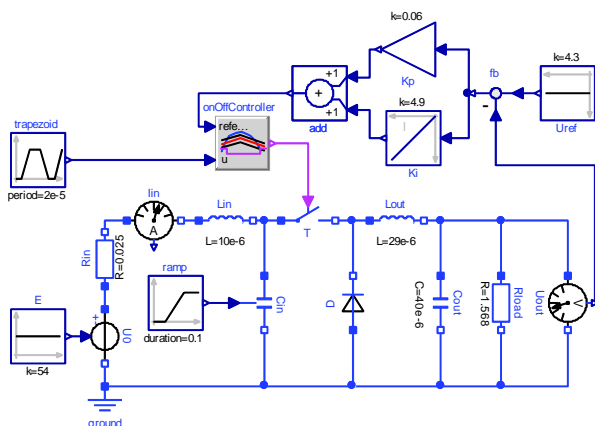 k=0.06
Kp
fb
k=4.3
Uref
+1
+
+1
add
k=4.9
I
Ki
onOffController
refe...
u
trapezoid
period=2e-5
Iin
A
Lin
L=10e-6
T
Lout
L=29e-6
Rin
R=0.025
ramp
duration=0.1
Cin
D
C=40e-6
Cout
R=1.568
Rload
Uout
V
E
k=54
+
U0
ground
-